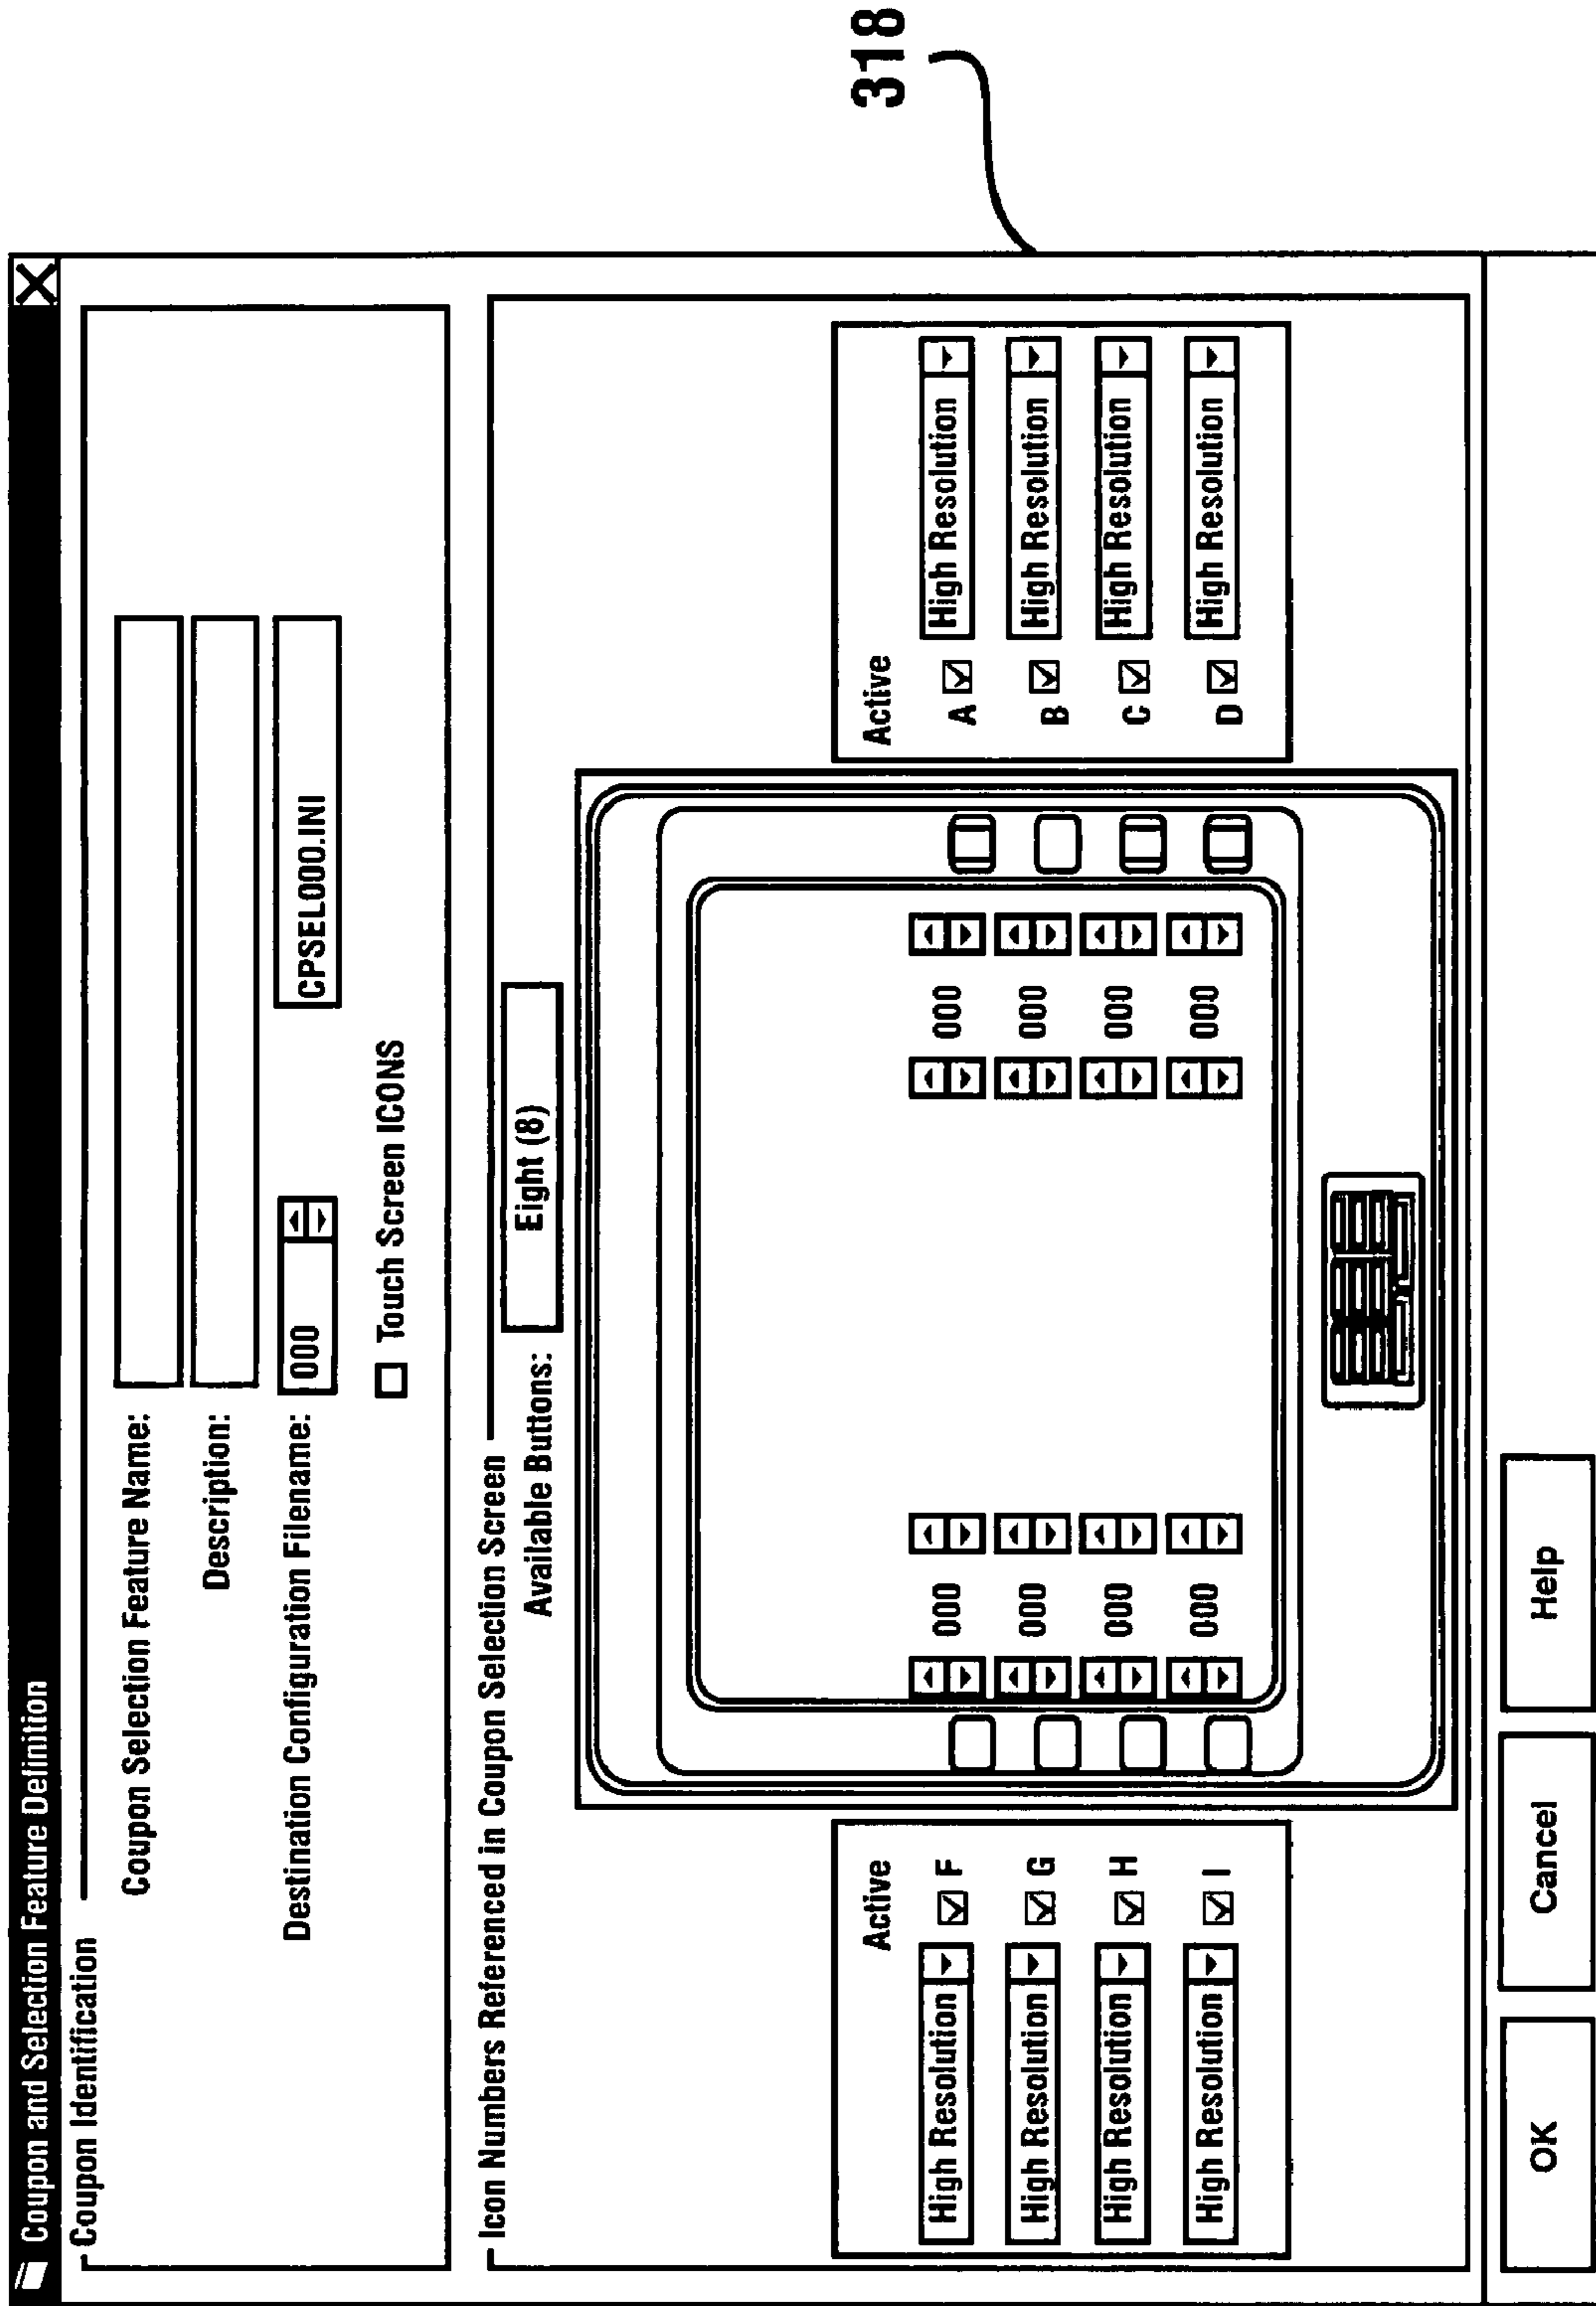 Coupon and Selection Feature Definition
Coupon Identification
Coupon Selection Feature Name:
Description:
Destination Configuration Filename: 000 CPSEL000.INI
Touch Screen ICONS
Icon Numbers Referenced in Coupon Selection Screen
Available Buttons: Eight (8)
Active Active
High Resolution F 000 000 A High Resolution
High Resolution G 000 000 B High Resolution
High Resolution H 000 000 C High Resolution
High Resolution I 000 000 D High Resolution
OK Cancel Help
318